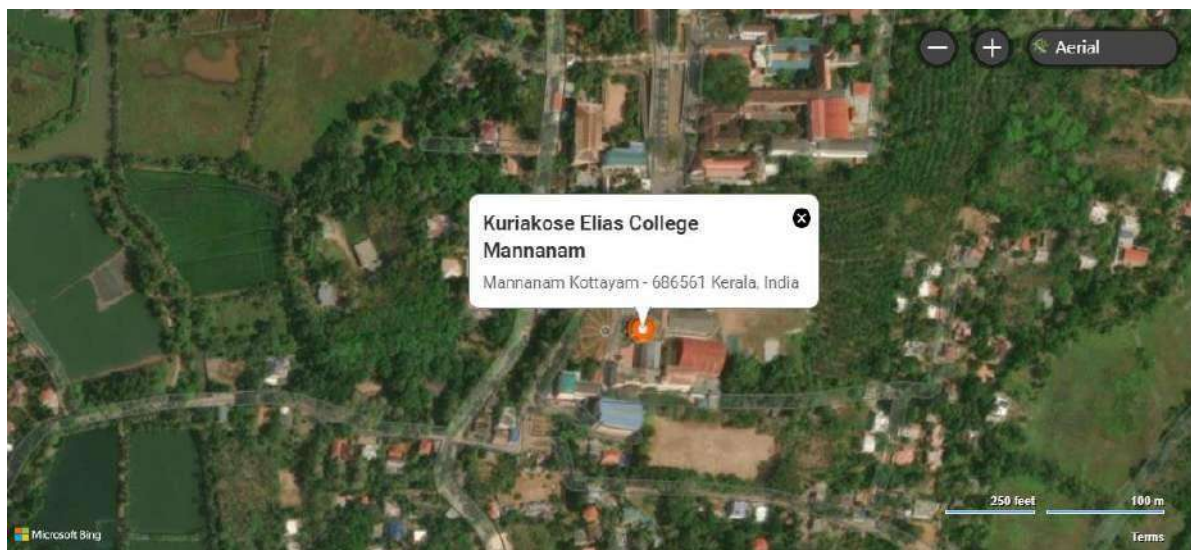 Aerial
Kuriakose Elias College
Mannanam
Mannanam Kottayam - 686561 Kerala, India
250 feet
100 m
Microsoft Bing
Terms